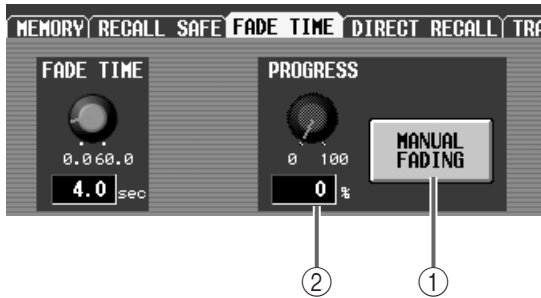 MEMORY RECALL SAFE FADE TIME DIRECT RECALL TRA
FADE TIME
0.0 60.0
4.0 sec
PROGRESS
0 100
0 %
MANUAL
FADING
② ①